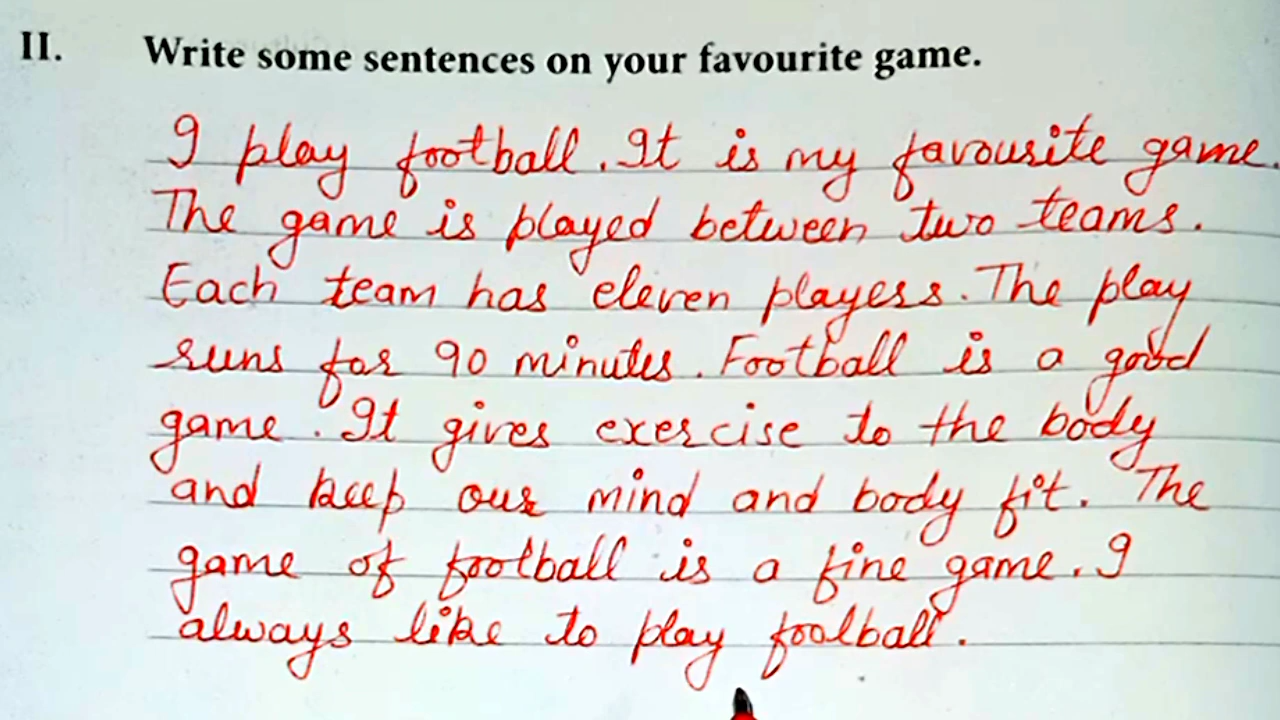 II. Write some sentences on your favourite game.
I play football. It is my favourite game.
The game is played between two teams.
Each team has eleven players. The play
runs for 90 minutes. Football is a good
game. It gives exercise to the body
and keep our mind and body fit. The
game of football is a fine game. I
always like to play football.